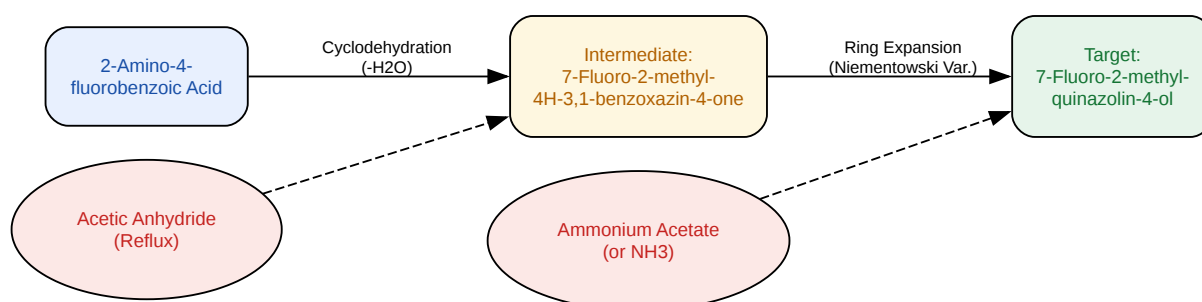 2-Amino-4-
fluorobenzoic Acid
Cyclodehydration
(-H2O)
Intermediate:
7-Fluoro-2-methyl-
4H-3,1-benzoxazin-4-one
Ring Expansion
(Niementowski Var.)
Target:
7-Fluoro-2-methyl-
quinazolin-4-ol
Acetic Anhydride
(Reflux)
Ammonium Acetate
(or NH3)